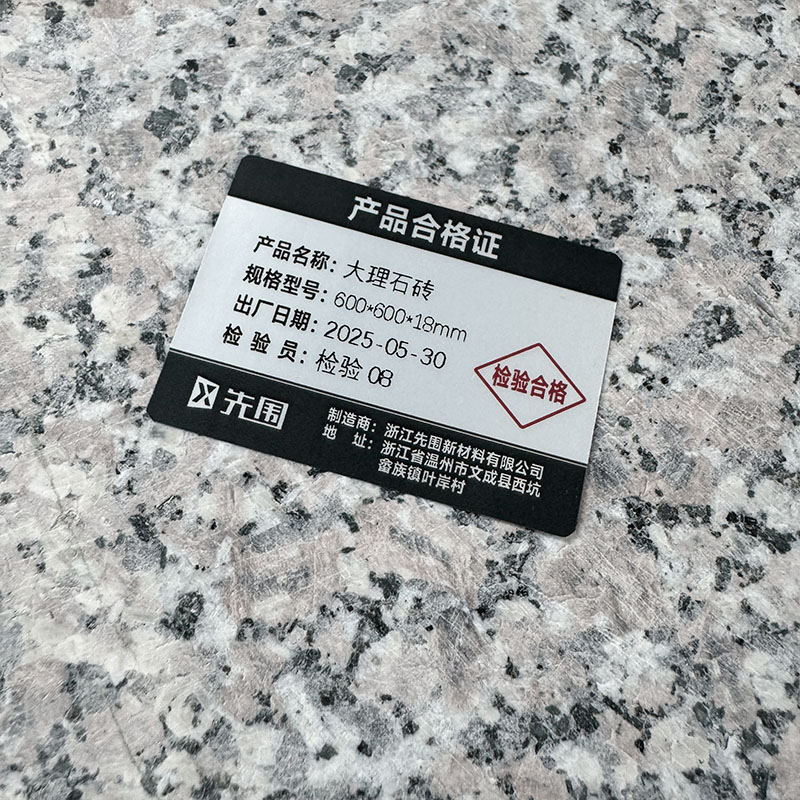 产品合格证
产品名称：大理石砖
规格型号：600*600*18mm
出厂日期：2025-05-30
检验员：检验 08
检验合格
先围
制造商：浙江先围新材料有限公司
地址：浙江省温州市文成县西坑
畲族镇叶岸村